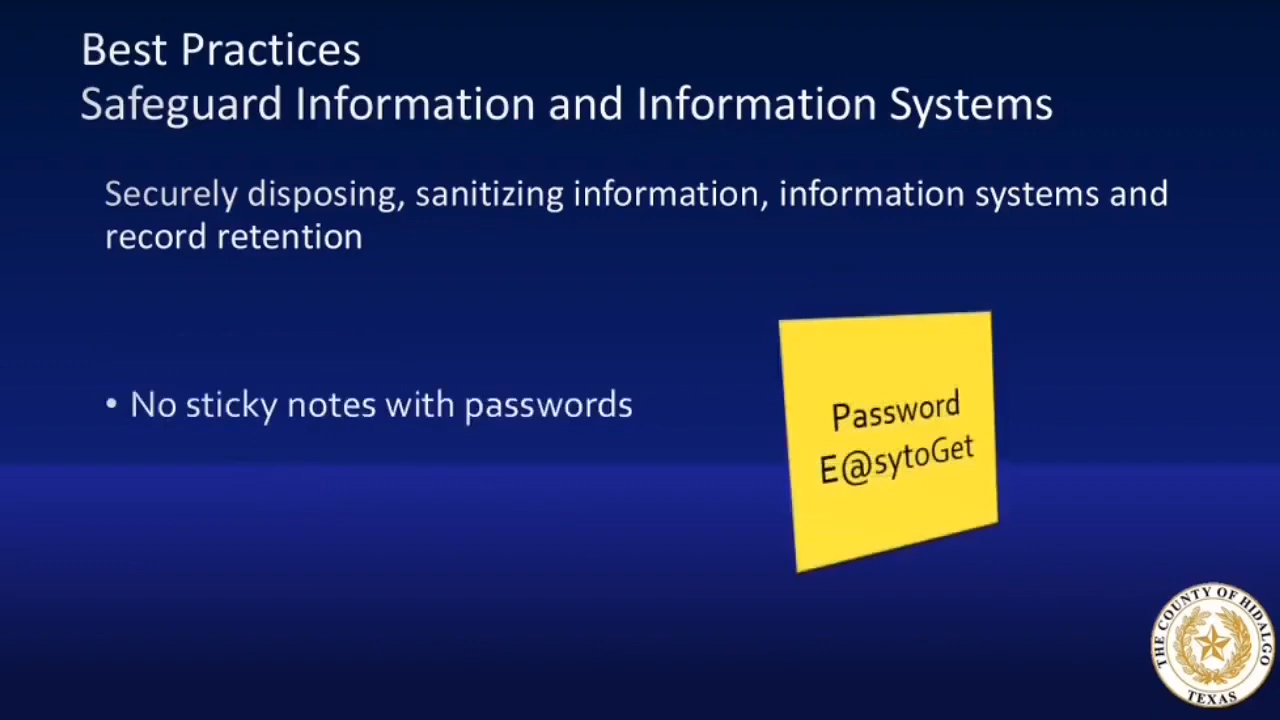 Best Practices
Safeguard Information and Information Systems
Securely disposing, sanitizing information, information systems and
record retention
• No sticky notes with passwords
Password
E@sytoGet
THE COUNTY OF HIDALGO
TEXAS